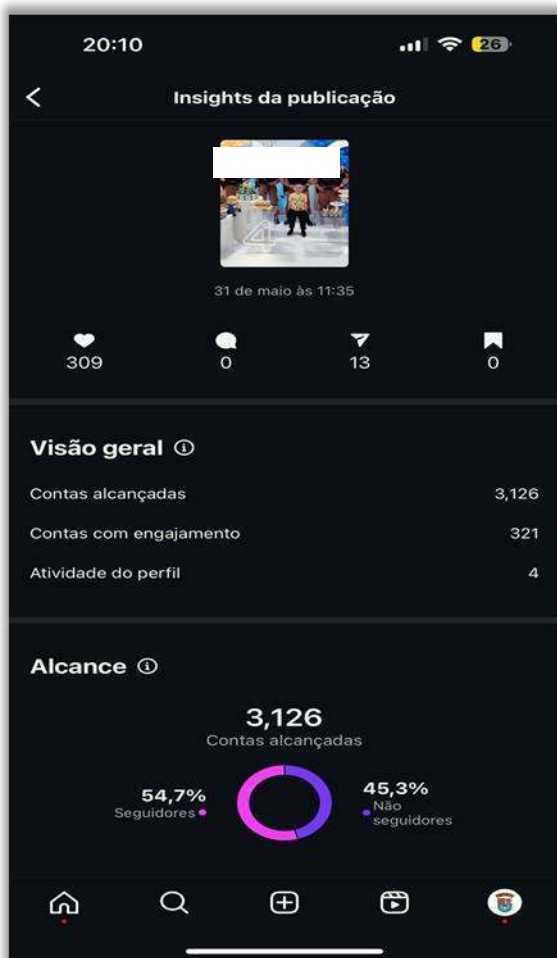 20:10
26
Insights da publicação
4
31 de maio às 11:35
309
0
13
0
Visão geral
Contas alcançadas 3,126
Contas com engajamento 321
Atividade do perfil 4
Alcance
3,126
Contas alcançadas
54,7%
Seguidores
45,3%
Não
seguidores